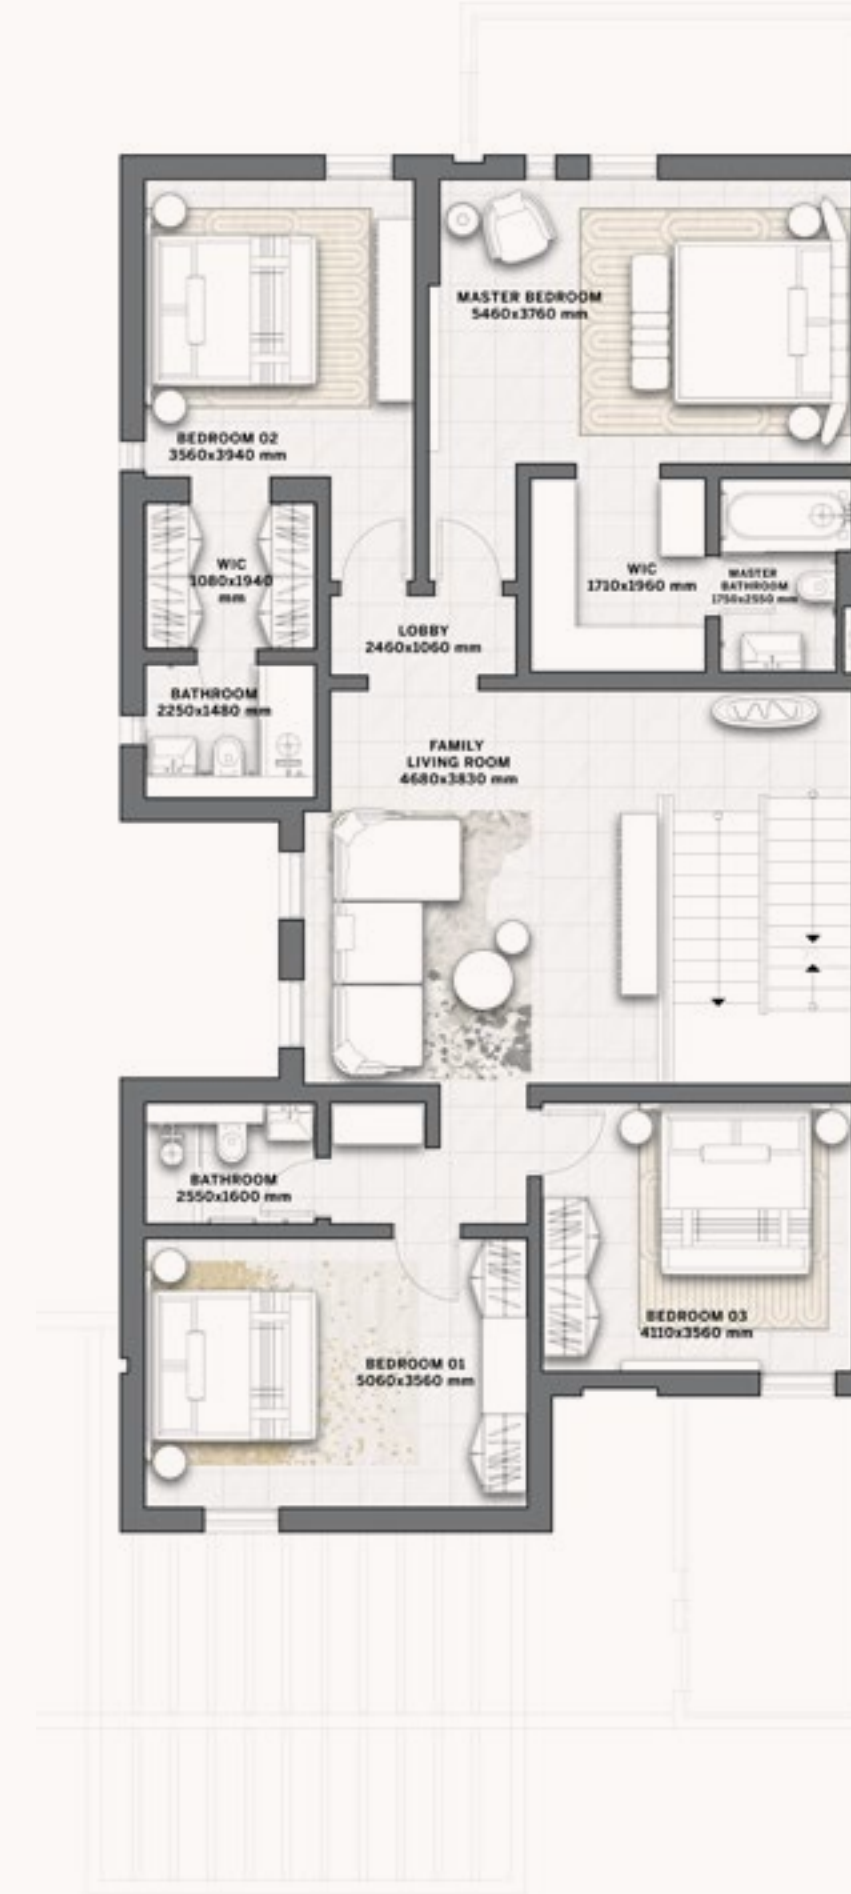 MASTER BEDROOM
5460x3760 mm
BEDROOM 02
3560x3940 mm
WIC
1080x1940
mm
WIC
1710x1960 mm
MASTER
BATHROOM
1750x2550 mm
LOBBY
2460x1060 mm
BATHROOM
2250x1480 mm
FAMILY
LIVING ROOM
4680x3830 mm
BATHROOM
2550x1600 mm
BEDROOM 03
4110x3560 mm
BEDROOM 01
5060x3560 mm